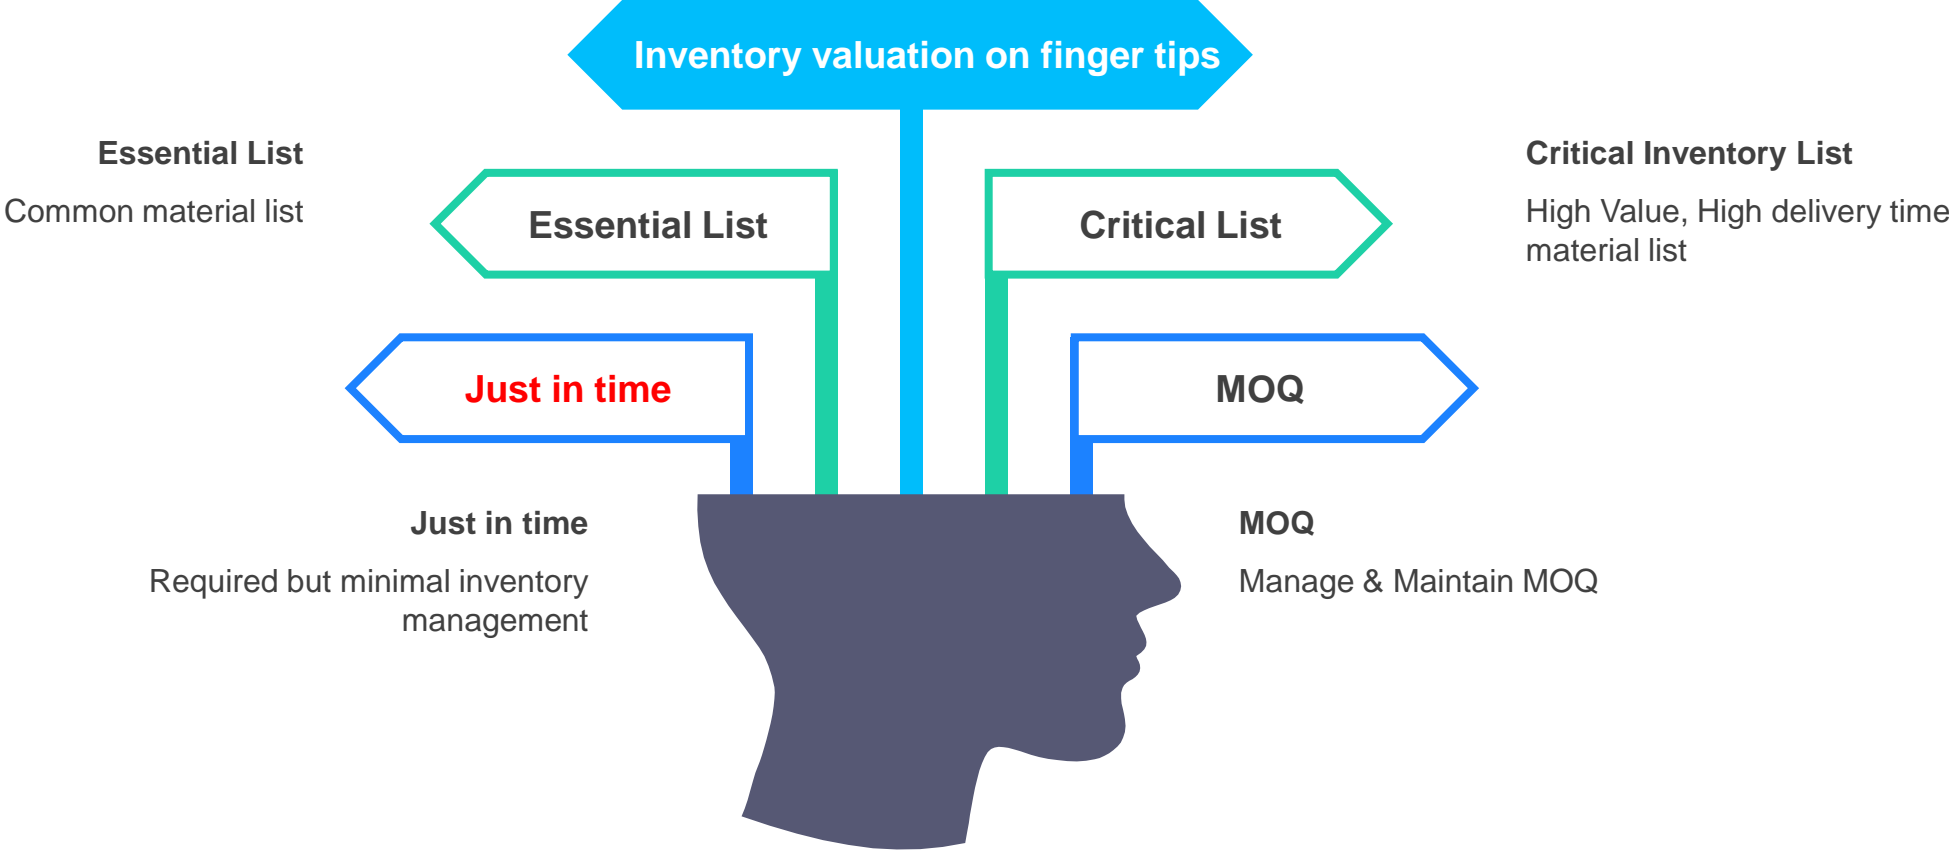 Inventory valuation on finger tips
Essential List
Common material list
Essential List
Critical List
Critical Inventory List
High Value, High delivery time
material list
Just in time
MOQ
Just in time
Required but minimal inventory
management
MOQ
Manage & Maintain MOQ